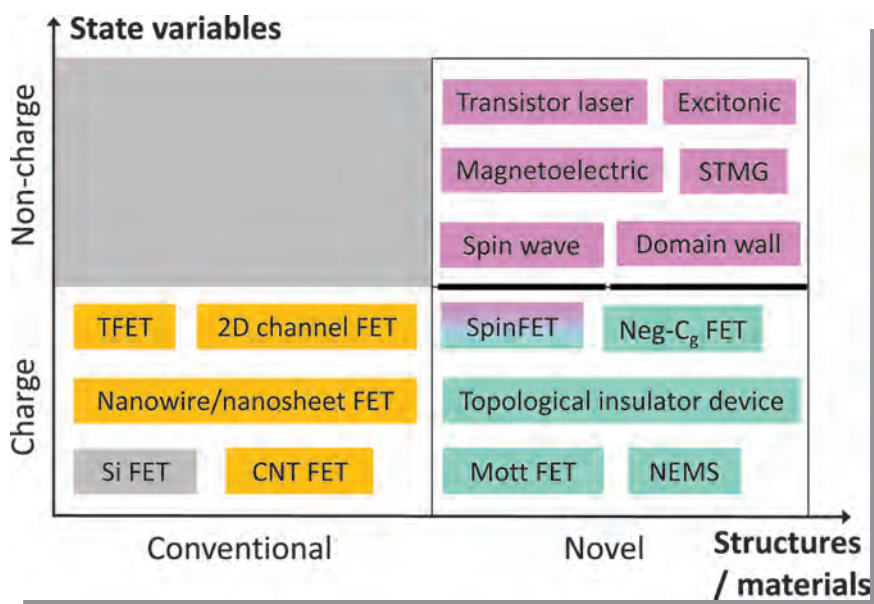 State variables
Non-charge
Transistor laser
Excitonic
Magnetoelectric
STMG
Spin wave
Domain wall
Charge
TFET
2D channel FET
SpinFET
Neg-Cg FET
Nanowire/nanosheet FET
Topological insulator device
Si FET
CNT FET
Mott FET
NEMS
Conventional
Novel
Structures
/ materials